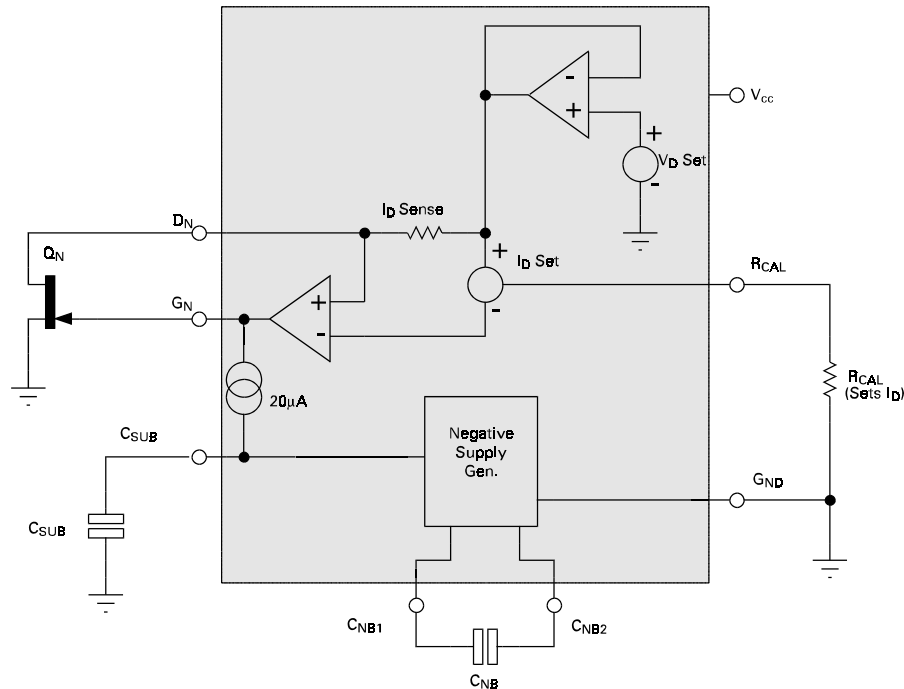 -
+
+
VCC
VD Set
-
ID Sense
DN
+
ID Set
QN
RCAL
GN
+
-
-
20µA
RCAL
(Sets ID)
CSUB
Negative
Supply
Gen.
GND
CSUB
CNB1
CNB2
CNB